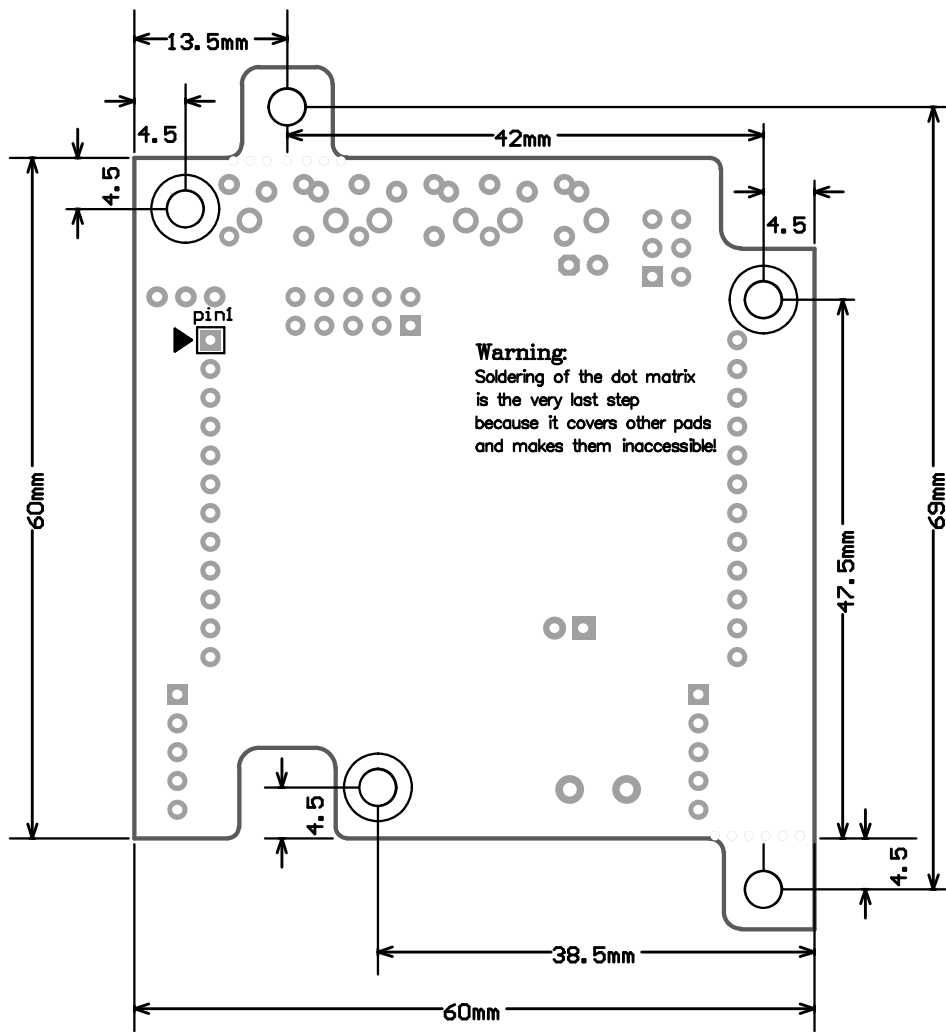 13.5mm
4.5
42mm
4.5
4.5
pin1
Warning:
Soldering of the dot matrix
is the very last step
because it covers other pads
and makes them inaccessible!
60mm
69mm
47.5mm
4.5
4.5
38.5mm
60mm